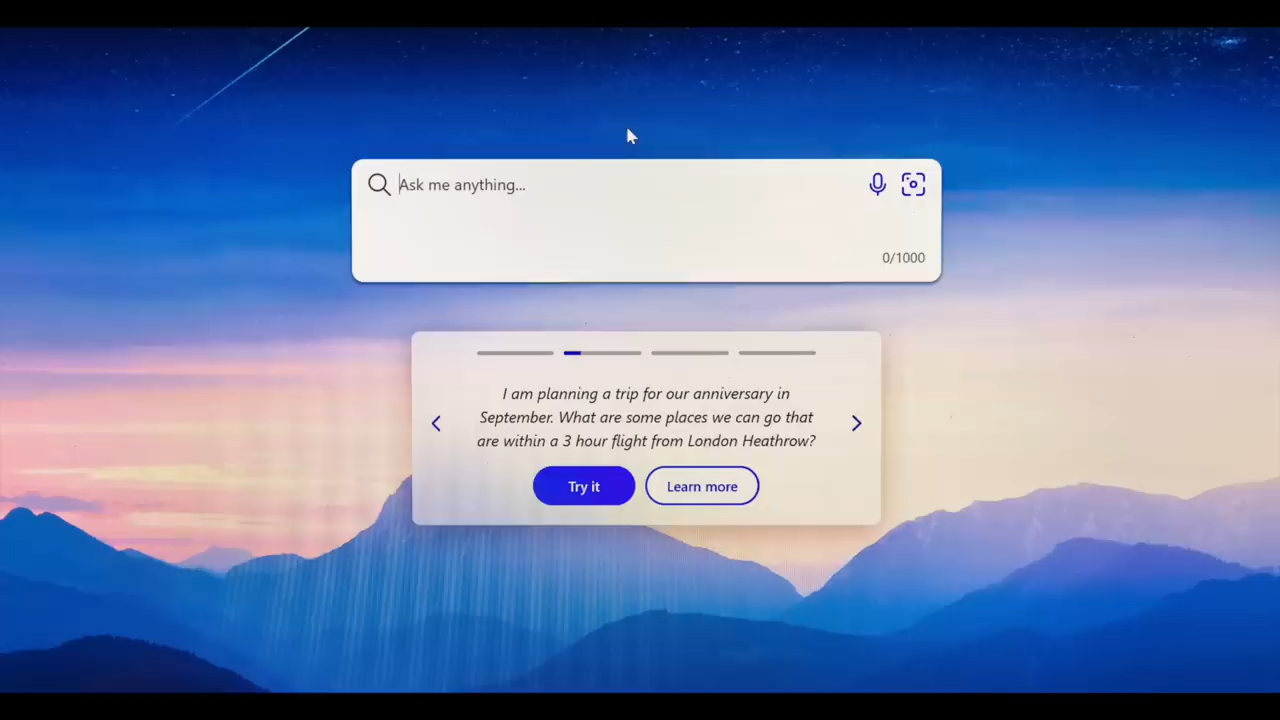 Ask me anything...
0/1000
I am planning a trip for our anniversary in
September. What are some places we can go that
are within a 3 hour flight from London Heathrow?
Try it
Learn more